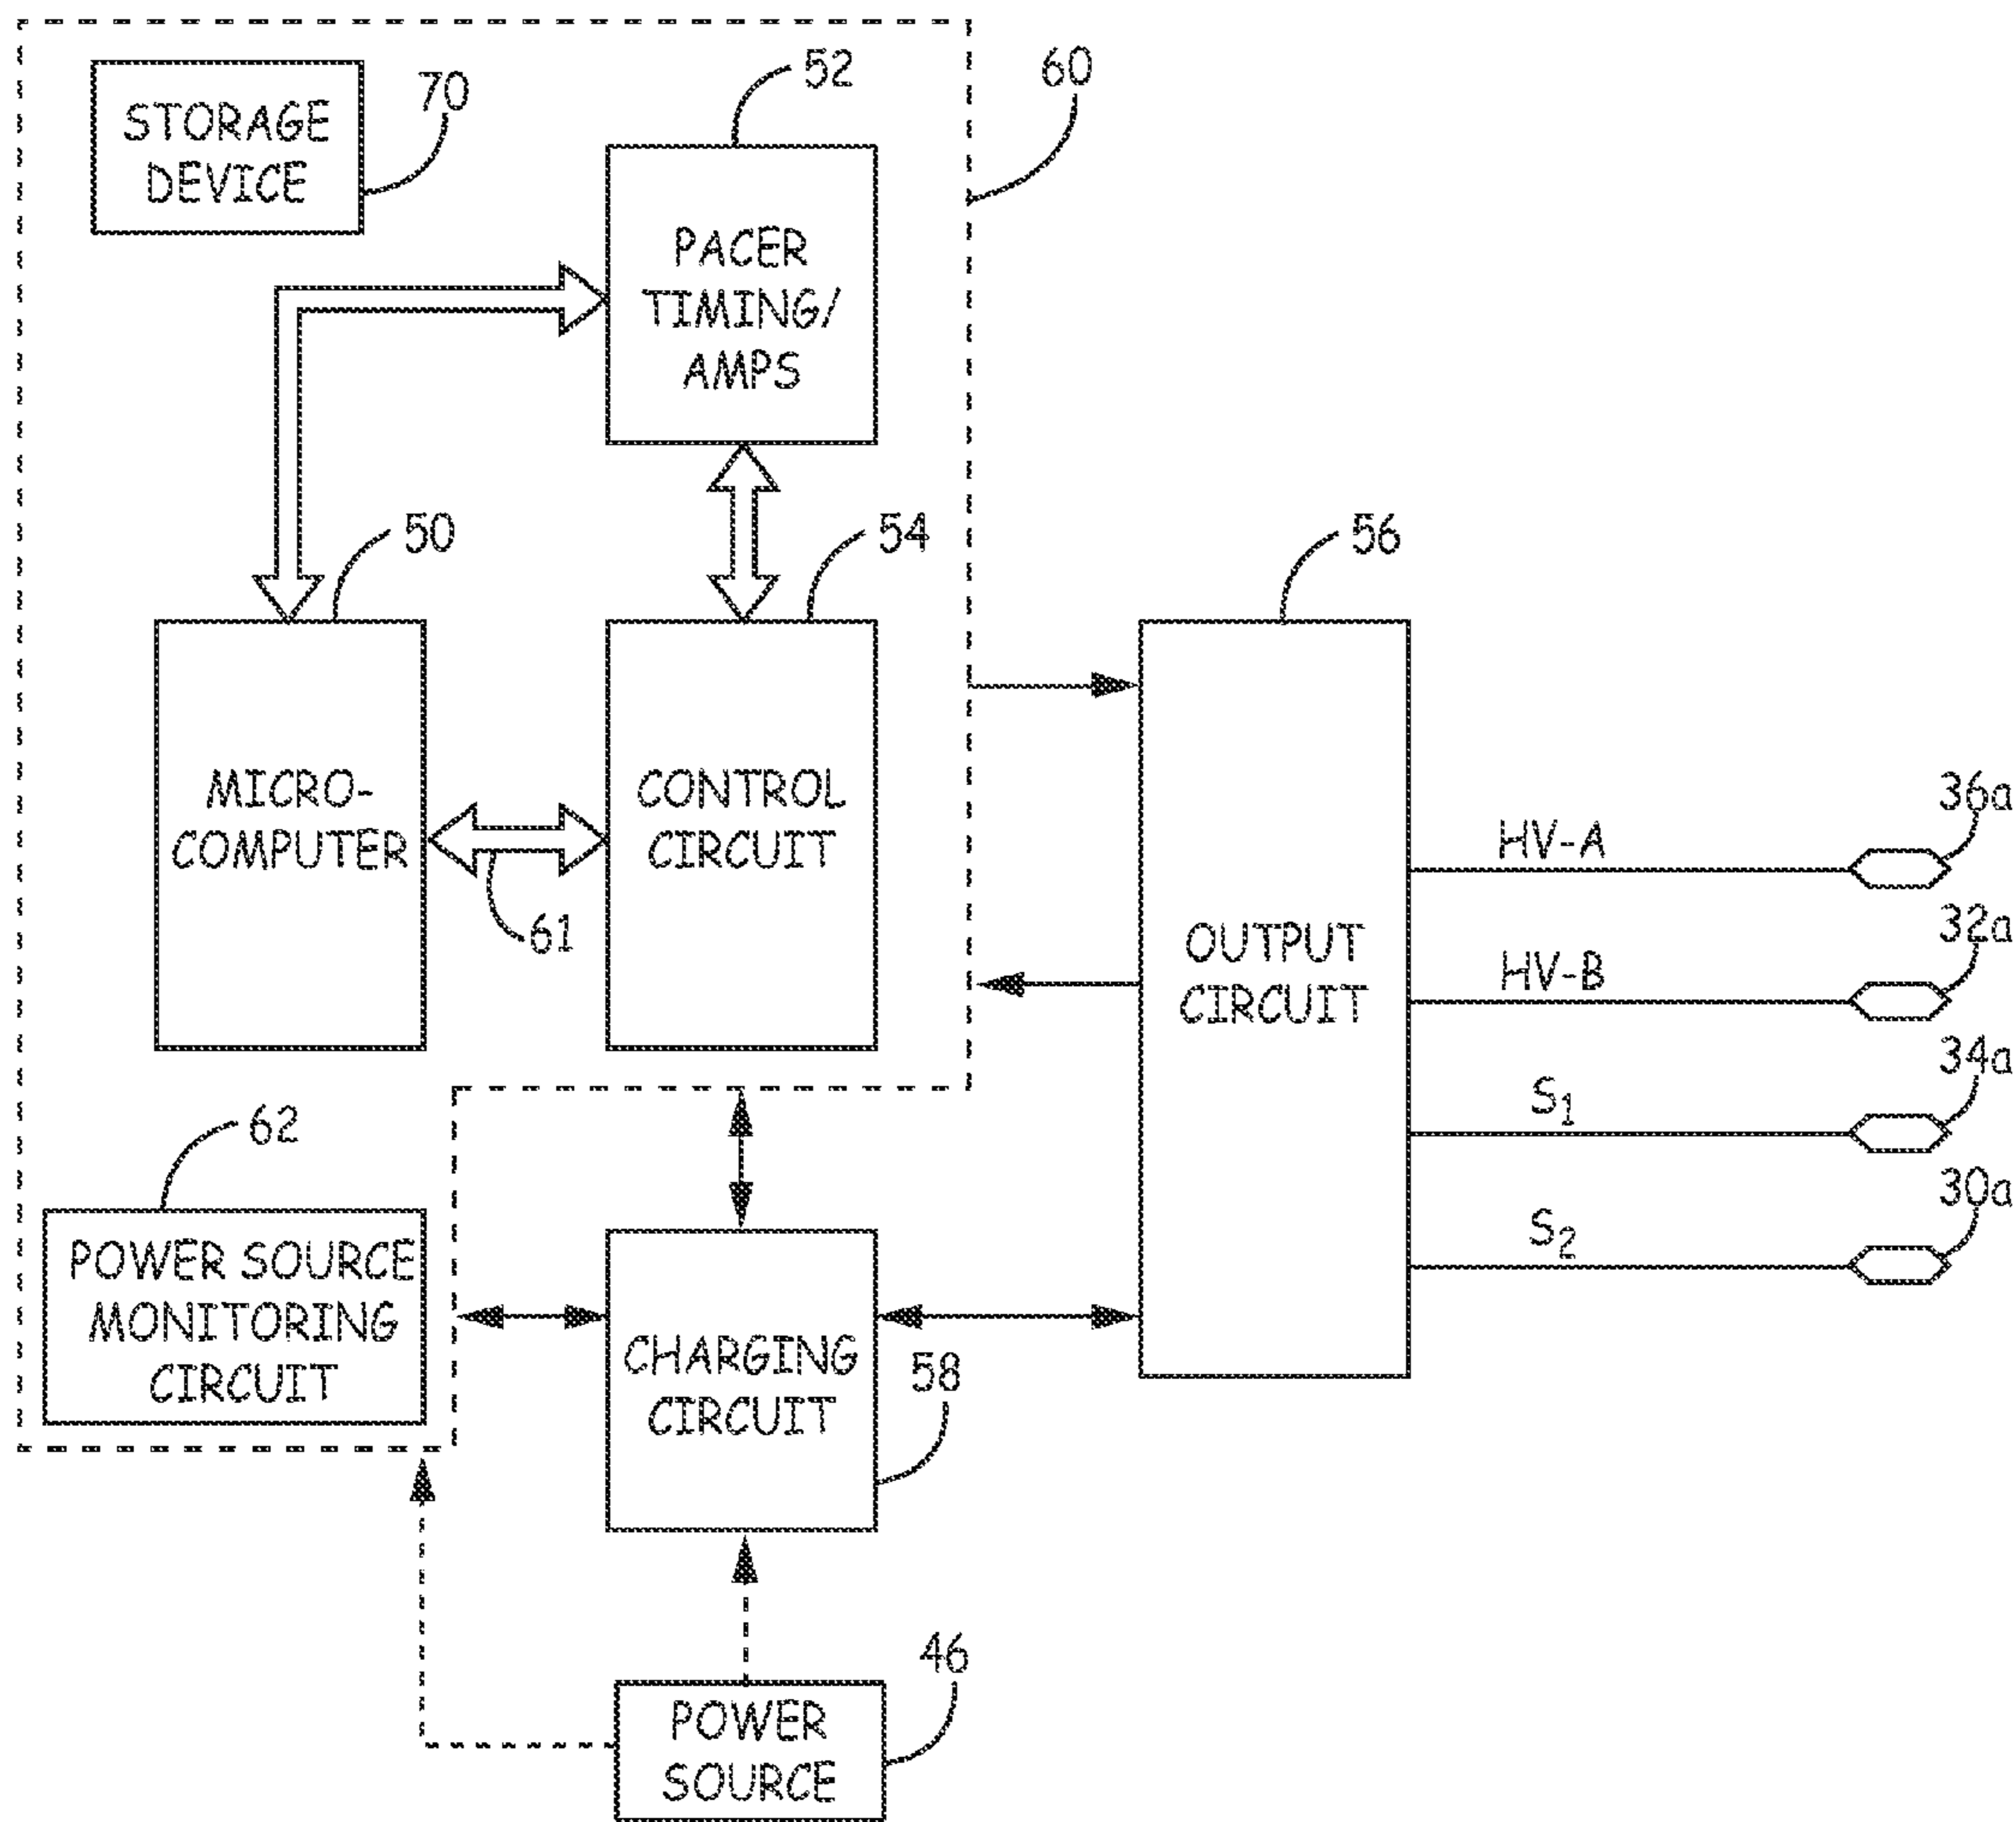 STORAGE
DEVICE
70
52
60
PACER
TIMING/
AMPS
50
54
56
MICRO-
COMPUTER
61
CONTROL
CIRCUIT
OUTPUT
CIRCUIT
HV-A
36a
HV-B
32a
S1
34a
S2
30a
62
POWER SOURCE
MONITORING
CIRCUIT
CHARGING
CIRCUIT
58
46
POWER
SOURCE